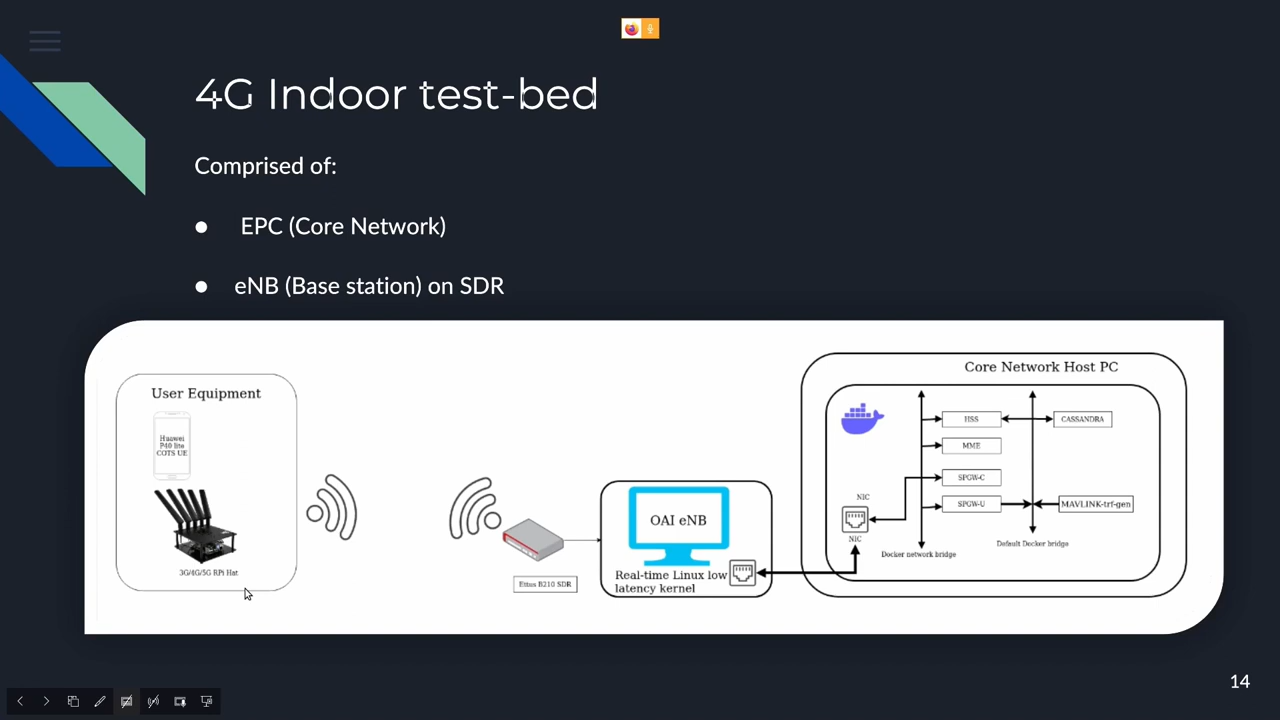 4G Indoor test-bed
Comprised of:
● EPC (Core Network)
● eNB (Base station) on SDR
User Equipment
Huawei
P40 lite
COTS UE
3G/4G/5G RPi Hat
Ettus B210 SDR
OAI eNB
Real-time Linux low
latency kernel
Core Network Host PC
HSS
CASSANDRA
MME
SPGW-C
NIC
SPGW-U
MAVLINK-trf-gen
NIC
Default Docker bridge
Docker network bridge
14